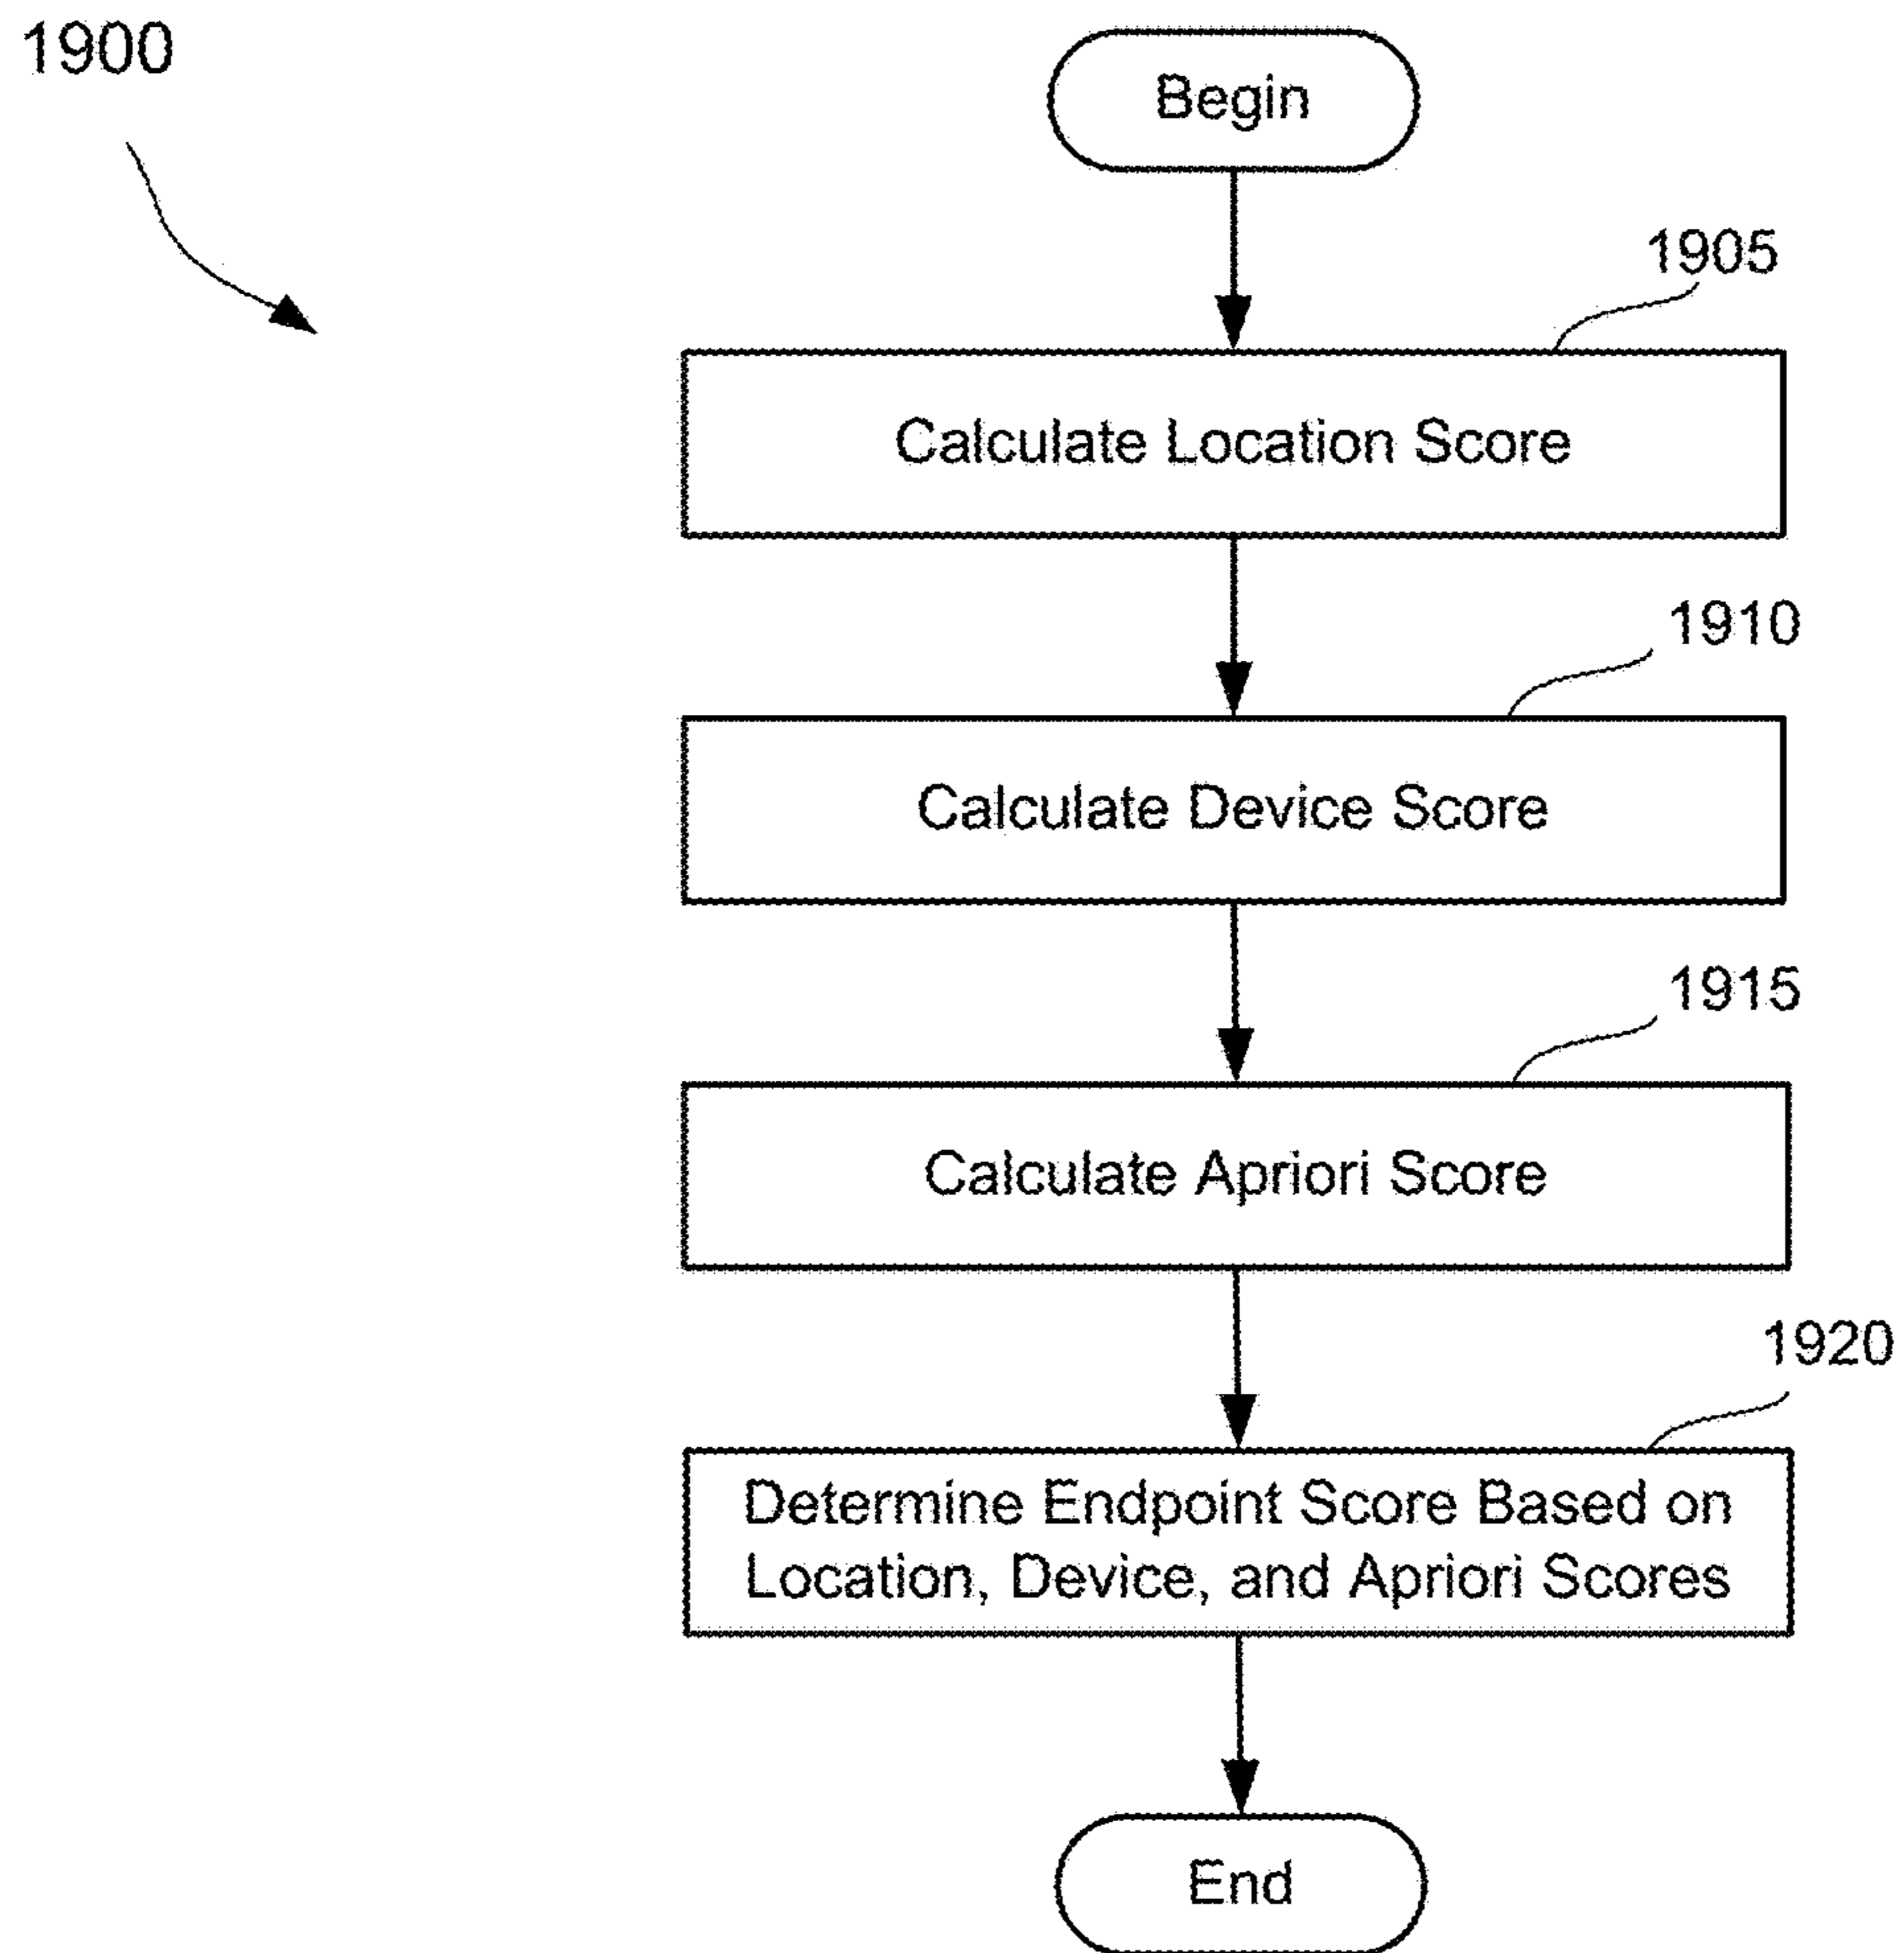 1900
Begin
1905
Calculate Location Score
1910
Calculate Device Score
1915
Calculate Apriori Score
1920
Determine Endpoint Score Based on
Location, Device, and Apriori Scores
End